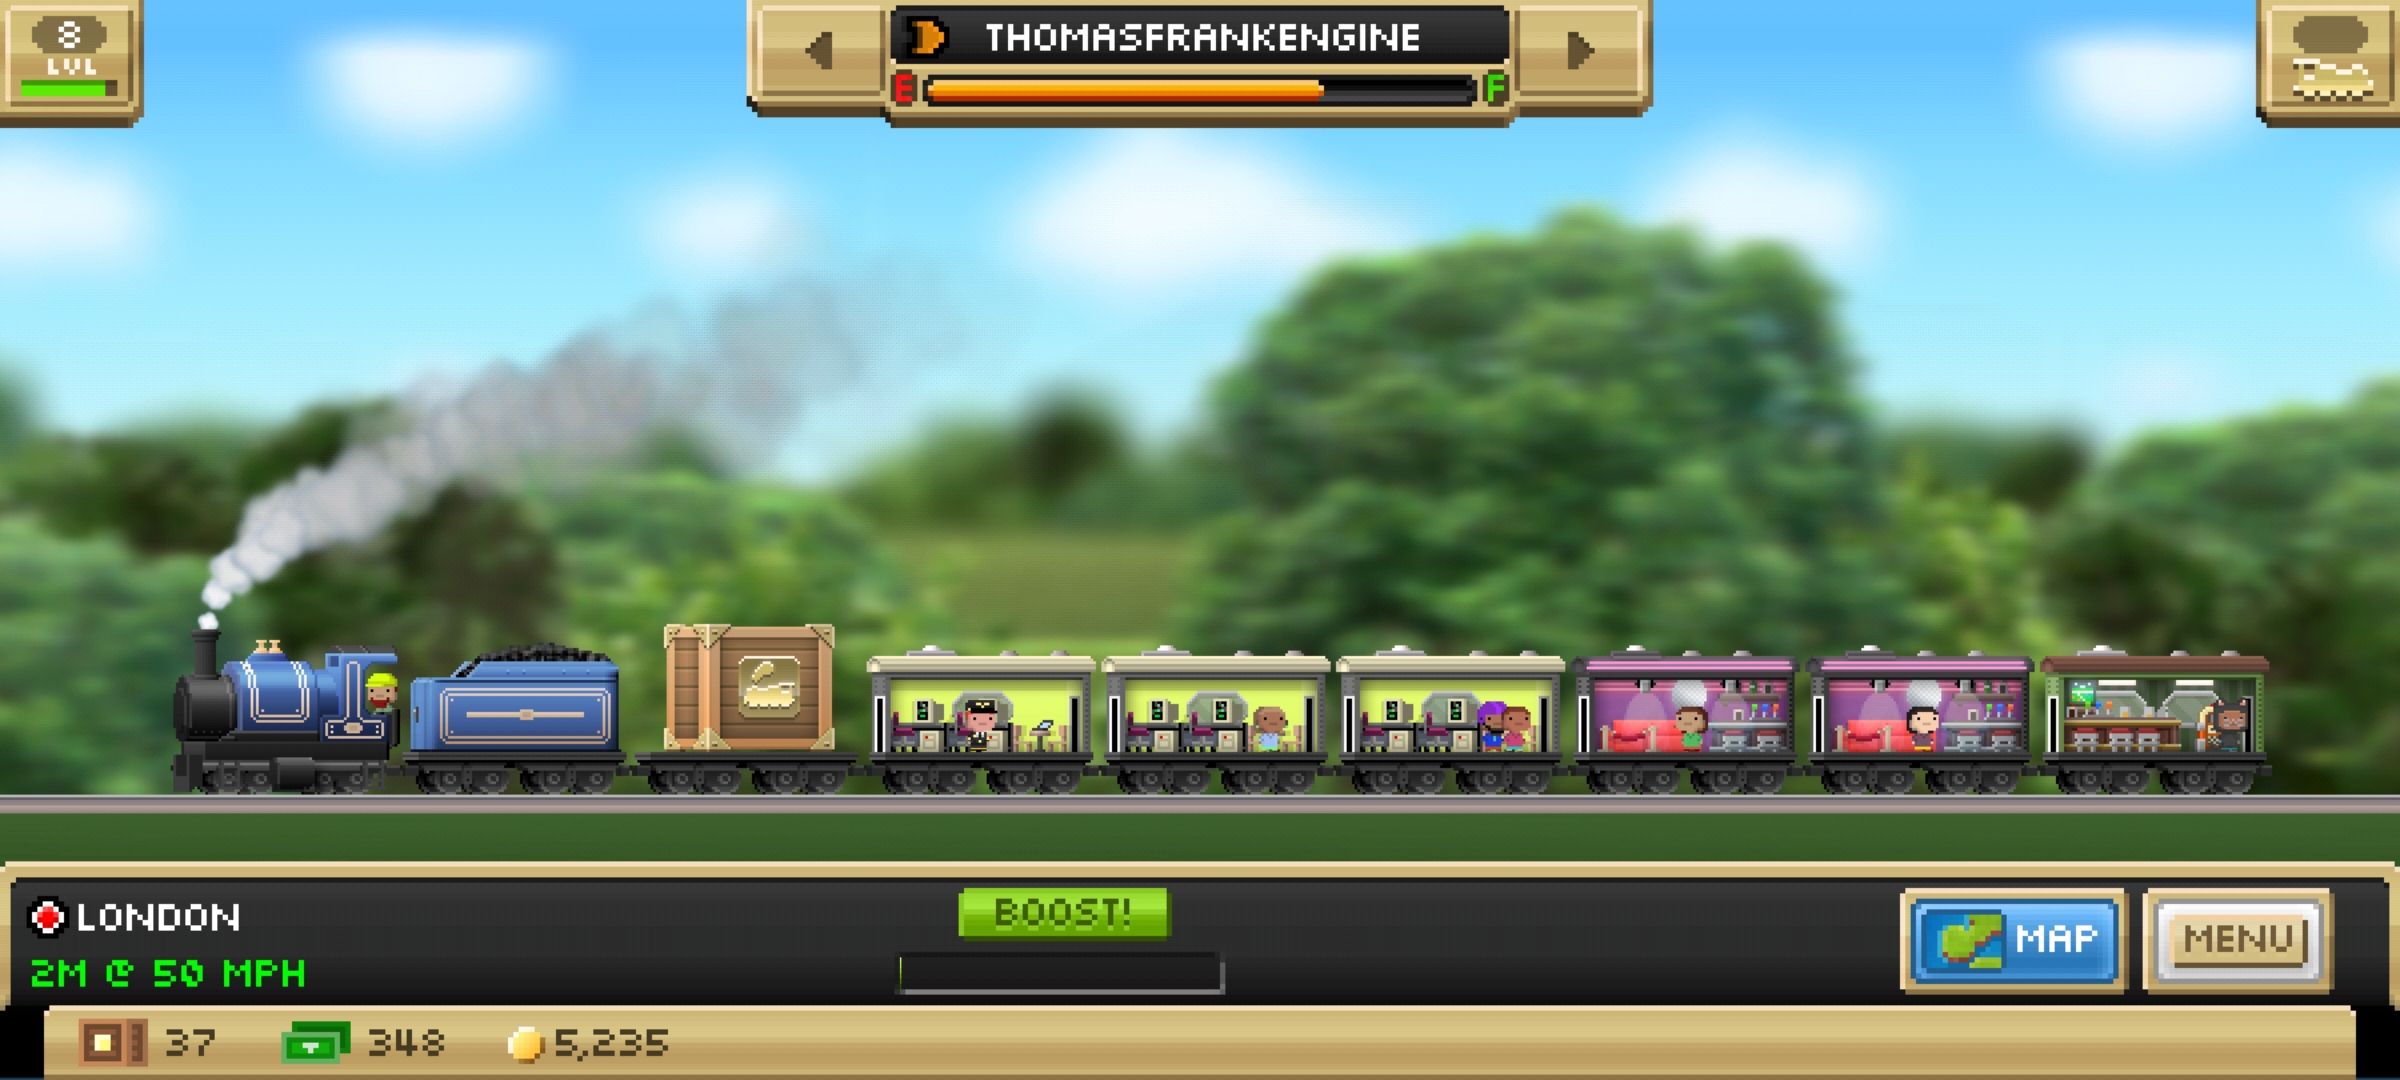 8
LVL
THOMASFRANKENGINE
E F
LONDON
2M @ 50 MPH
BOOST!
MAP
MENU
37
348
5,235